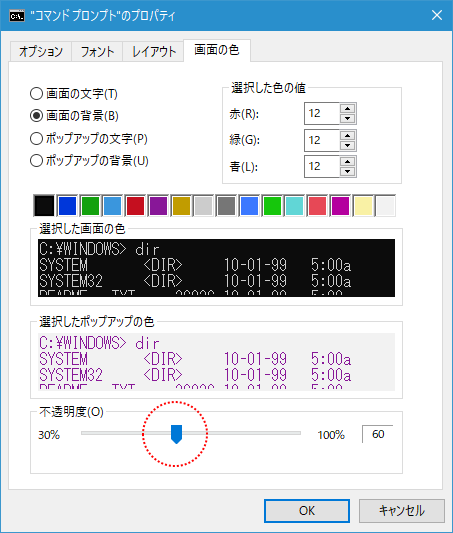 "コマンド プロンプト"のプロパティ
オプション フォント レイアウト 画面の色
画面の文字(T)
画面の背景(B)
ポップアップの文字(P)
ポップアップの背景(U)
選択した色の値
赤(R): 12
緑(G): 12
青(L): 12
選択した画面の色
C:¥WINDOWS> dir
SYSTEM <DIR> 10-01-99 5:00a
SYSTEM32 <DIR> 10-01-99 5:00a
選択したポップアップの色
C:¥WINDOWS> dir
SYSTEM <DIR> 10-01-99 5:00a
SYSTEM32 <DIR> 10-01-99 5:00a
不透明度(O)
30% 100% 60
OK キャンセル